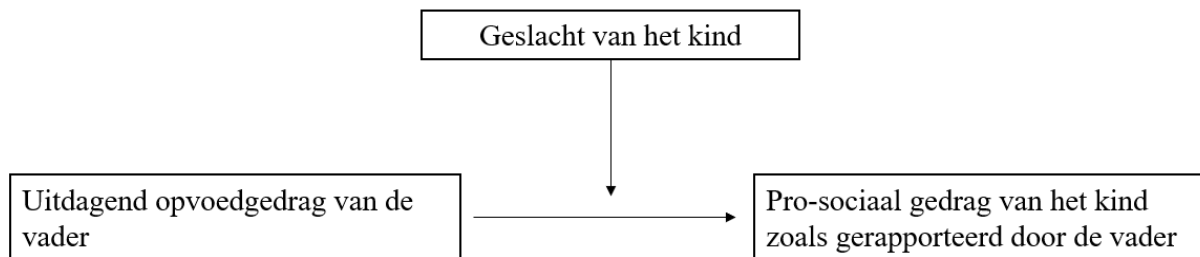 Geslacht van het kind
Uitdagend opvoedgedrag van de
vader
Pro-sociaal gedrag van het kind
zoals gerapporteerd door de vader